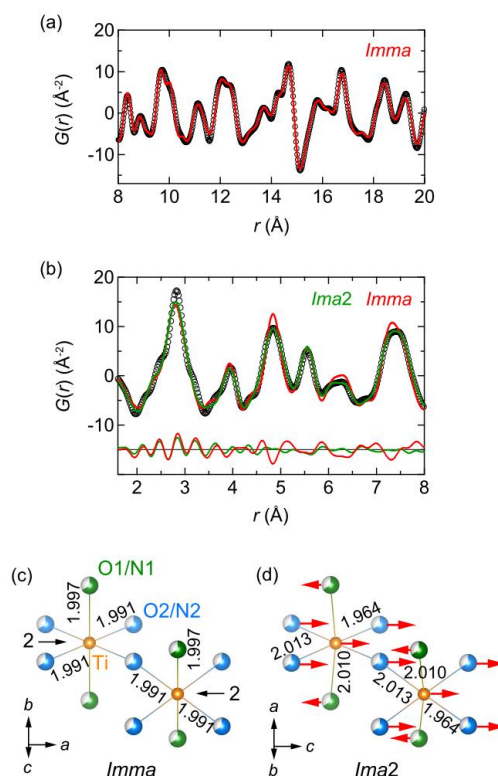 (a)
Imma
G(r) (Å-2)
10
0
-10
8 10 12 14 16 18 20
r (Å)
(b)
Ima2 Imma
G(r) (Å-2)
20
10
0
-10
2 3 4 5 6 7 8
r (Å)
(c)
O1/N1
1.997
1.991
O2/N2
2
Ti
1.991
1.997
1.991
2
1.991
b
a
c
Imma
(d)
1.964
2.013
2.010
2.010
2.013
1.964
a
c
b
Ima2